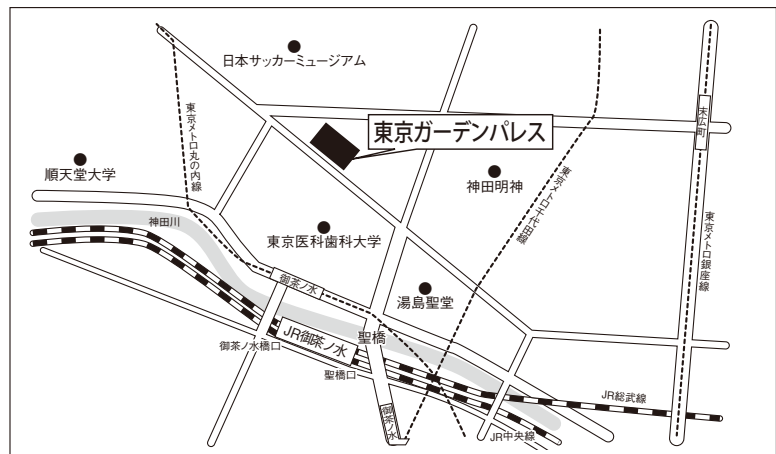 日本サッカーミュージアム
東京ガーデンパレス
末広町
東京メトロ丸の内線
順天堂大学
神田明神
東京メトロ千代田線
神田川
東京医科歯科大学
東京メトロ銀座線
御茶ノ水
湯島聖堂
JR御茶ノ水
聖橋
御茶ノ水橋口
聖橋口
JR総武線
御茶ノ水
JR中央線